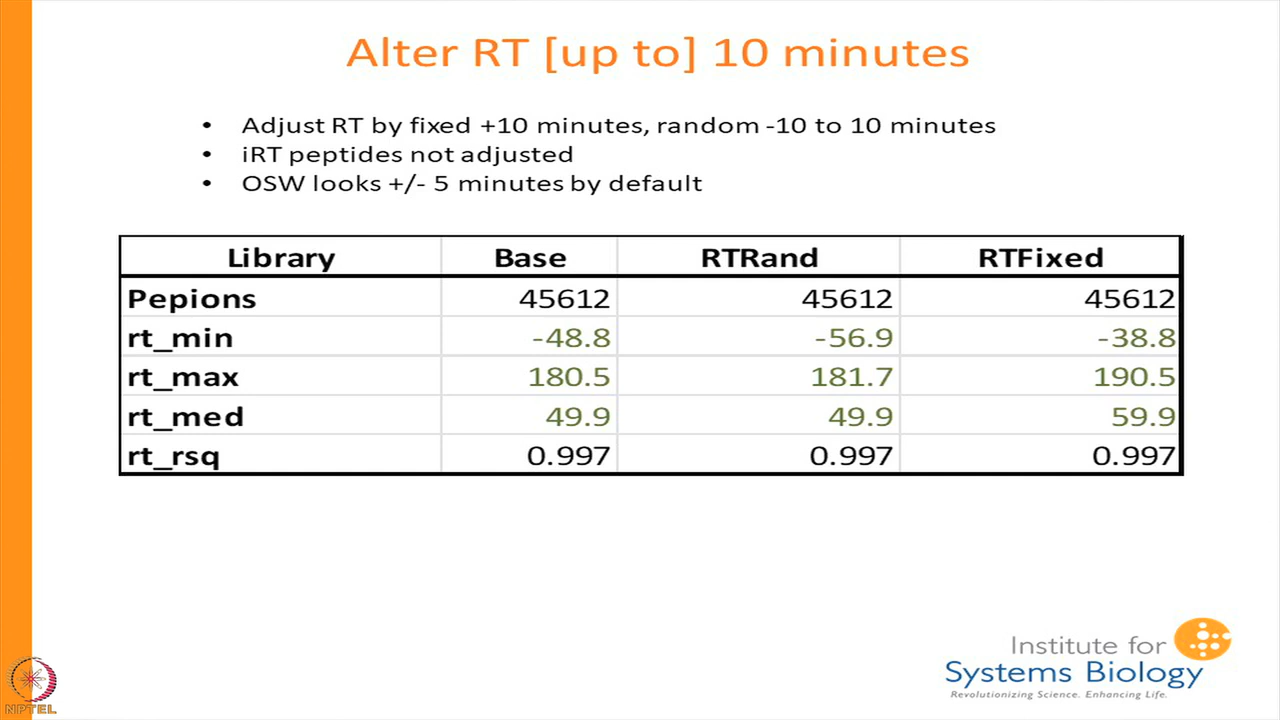 Alter RT [up to] 10 minutes
• Adjust RT by fixed +10 minutes, random -10 to 10 minutes
• iRT peptides not adjusted
• OSW looks +/- 5 minutes by default
Library Base RTRand RTFixed
Pepions 45612 45612 45612
rt_min -48.8 -56.9 -38.8
rt_max 180.5 181.7 190.5
rt_med 49.9 49.9 59.9
rt_rsq 0.997 0.997 0.997
Institute for
Systems Biology
Revolutionizing Science. Enhancing Life.
NPTEL